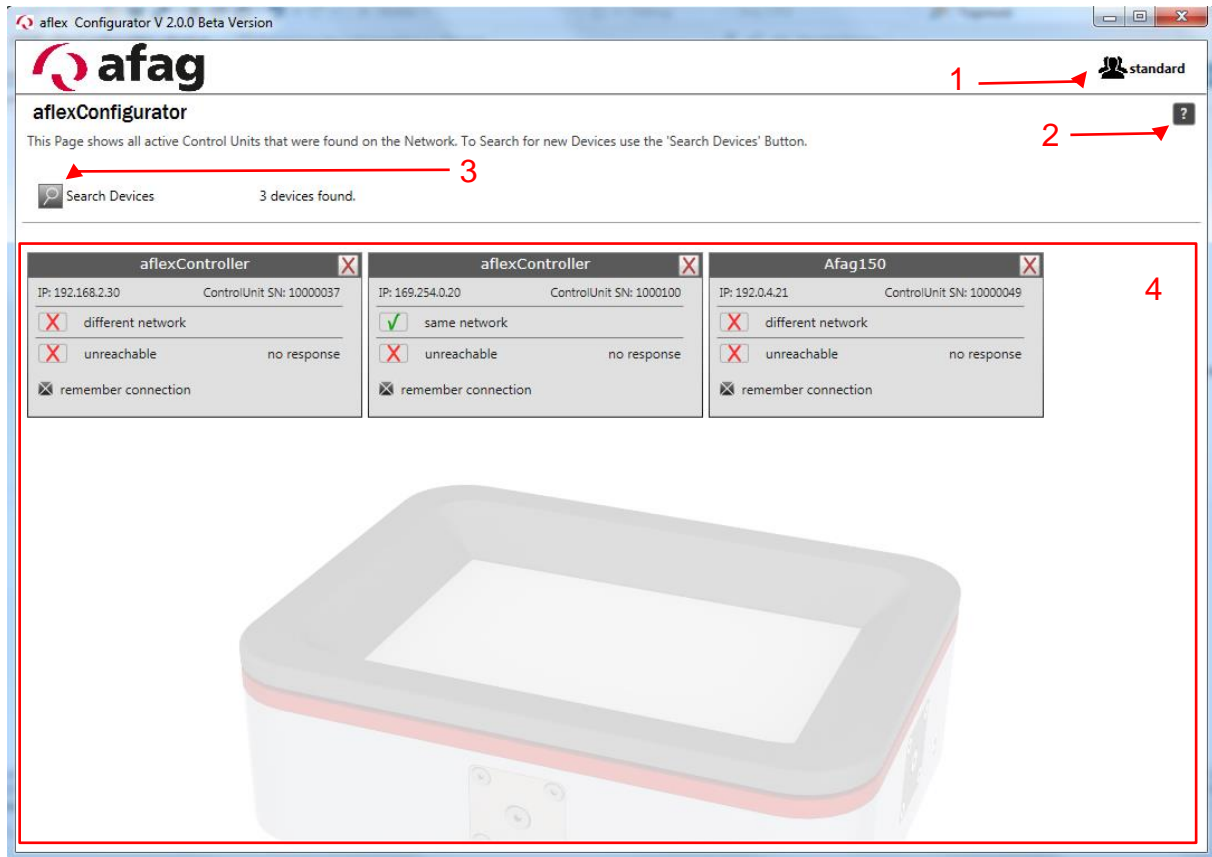 aflex Configurator V 2.0.0 Beta Version
afag
1
standard
aflexConfigurator
?
This Page shows all active Control Units that were found on the Network. To Search for new Devices use the 'Search Devices' Button.
2
3
Search Devices 3 devices found.
aflexController aflexController Afag150
IP: 192.168.2.30 ControlUnit SN: 10000037 IP: 169.254.0.20 ControlUnit SN: 1000100 IP: 192.0.4.21 ControlUnit SN: 10000049
4
different network same network different network
unreachable no response unreachable no response unreachable no response
remember connection remember connection remember connection